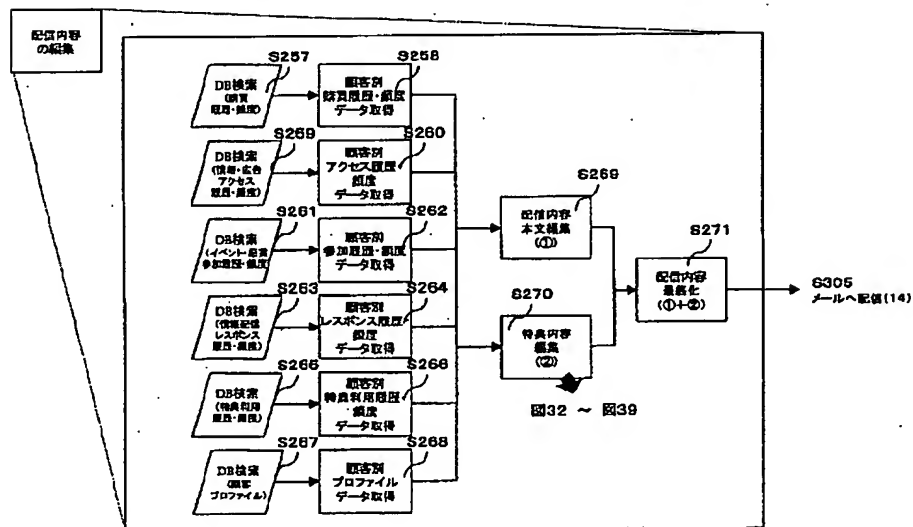 配信内容
の編集
S257
DB検索
(購買
履歴・頻度)
S258
顧客別
購買履歴・頻度
データ取得
S269
DB検索
(情報・広告
アクセス
履歴・頻度)
S260
顧客別
アクセス履歴
頻度
データ取得
S261
DB検索
(イベント・懸賞
参加履歴・頻度)
S262
顧客別
参加履歴・頻度
データ取得
S263
DB検索
(情報配信
レスポンス
履歴・頻度)
S264
顧客別
レスポンス履歴
頻度
データ取得
S266
DB検索
(特典利用
履歴・頻度)
S266
顧客別
特典利用履歴
頻度
データ取得
S267
DB検索
(顧客
プロファイル)
S268
顧客別
プロファイル
データ取得
S269
配信内容
本文編集
(①)
S270
特典内容
編集
(②)
図32 ～ 図39
S271
配信内容
最終化
(①+②)
S305
メールへ配信(14)